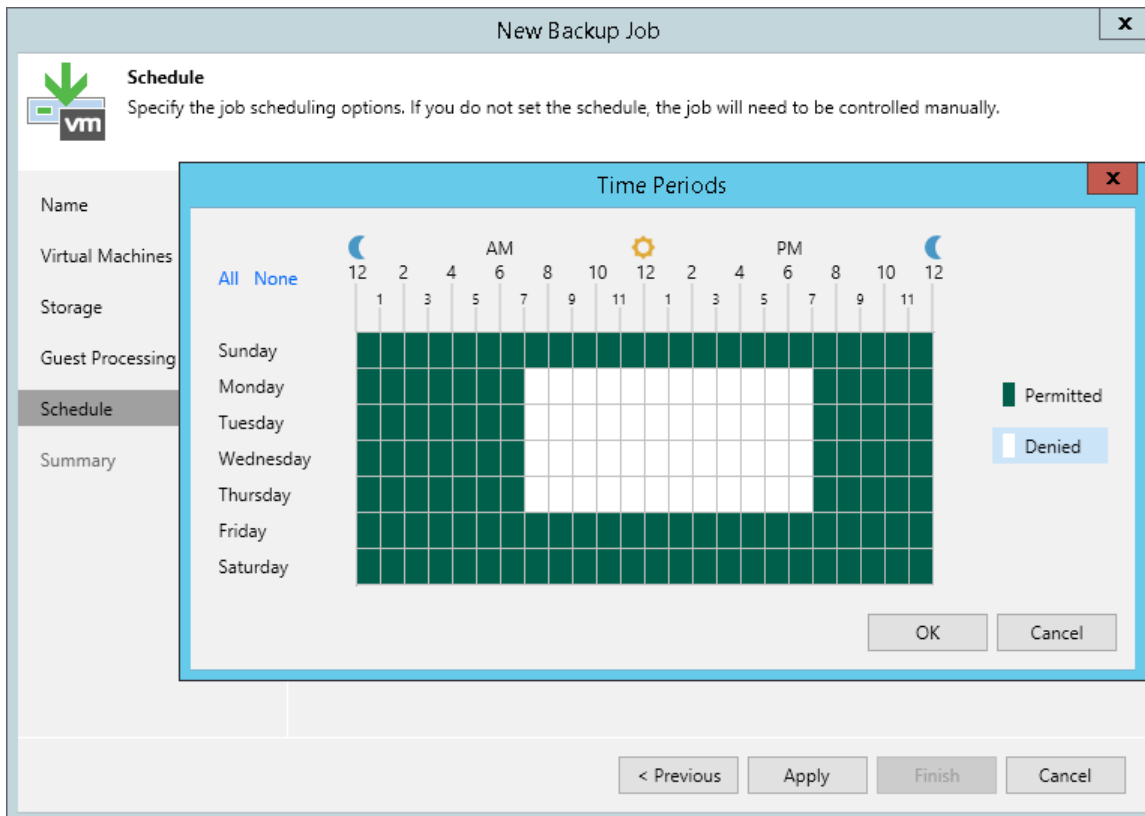 New Backup Job
x
Schedule
Specify the job scheduling options. If you do not set the schedule, the job will need to be controlled manually.
vm
Name
Virtual Machines
Storage
Guest Processing
Schedule
Summary
Time Periods
x
All None
AM PM
12 2 4 6 8 10 12 2 4 6 8 10 12
1 3 5 7 9 11 1 3 5 7 9 11
Sunday
Monday
Tuesday
Wednesday
Thursday
Friday
Saturday
Permitted
Denied
OK Cancel
< Previous Apply Finish Cancel